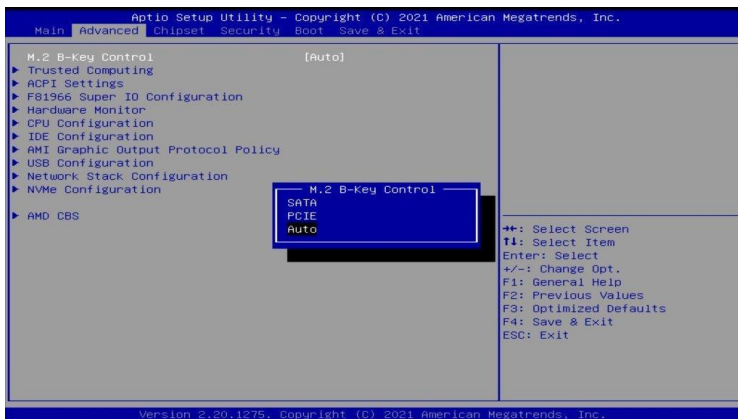 Aptio Setup Utility – Copyright (C) 2021 American Megatrends, Inc.
Main Advanced Chipset Security Boot Save & Exit
M.2 B-Key Control [Auto]
Trusted Computing
ACPI Settings
F81966 Super IO Configuration
Hardware Monitor
CPU Configuration
IDE Configuration
AMI Graphic Output Protocol Policy
USB Configuration
Network Stack Configuration
NVMe Configuration
AMD CBS
M.2 B-Key Control
SATA
PCIE
Auto
→←: Select Screen
↑↓: Select Item
Enter: Select
+/-: Change Opt.
F1: General Help
F2: Previous Values
F3: Optimized Defaults
F4: Save & Exit
ESC: Exit
Version 2.20.1275. Copyright (C) 2021 American Megatrends, Inc.